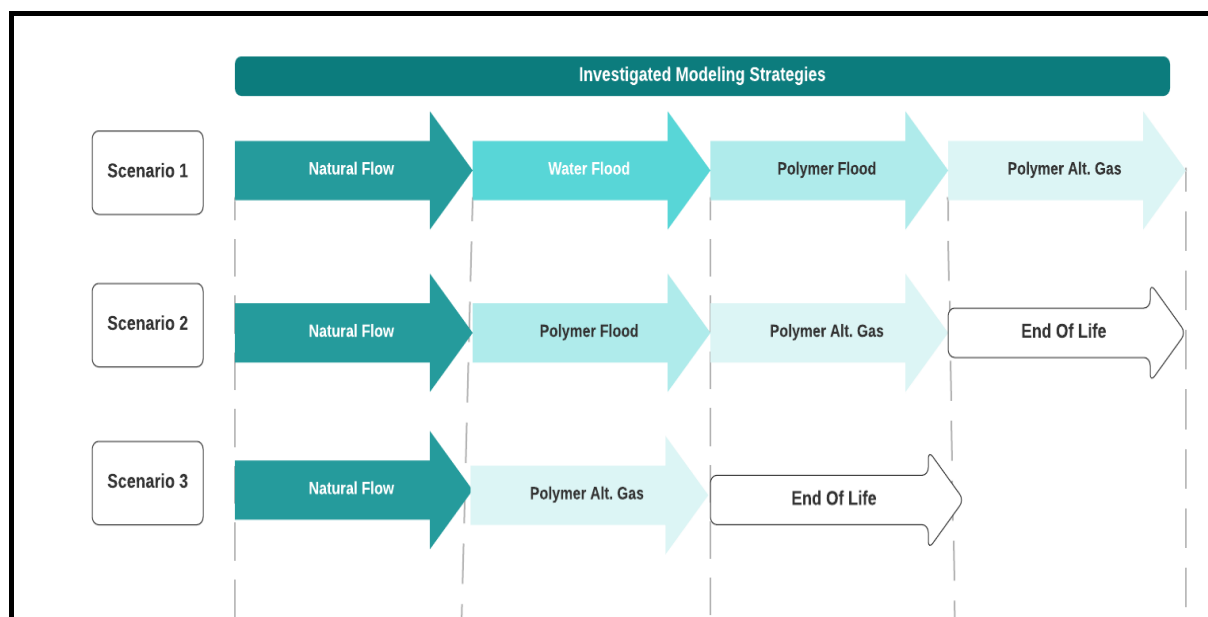 Investigated Modeling Strategies
Scenario 1
Natural Flow
Water Flood
Polymer Flood
Polymer Alt. Gas
Scenario 2
Natural Flow
Polymer Flood
Polymer Alt. Gas
End Of Life
Scenario 3
Natural Flow
Polymer Alt. Gas
End Of Life